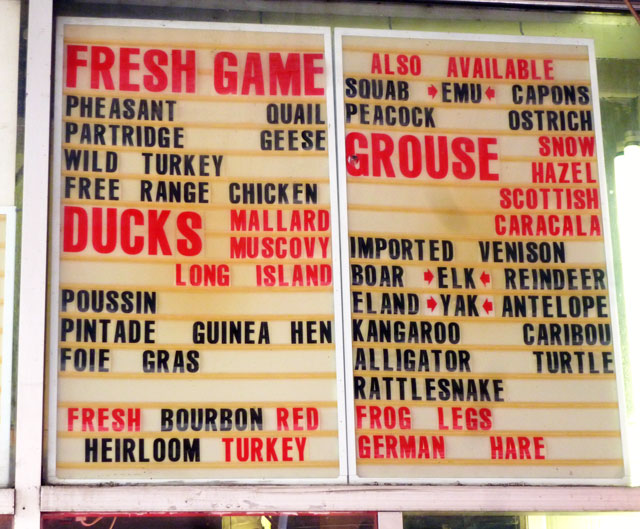 FRESH GAME
PHEASANT QUAIL
PARTRIDGE GEESE
WILD TURKEY
FREE RANGE CHICKEN
DUCKS MALLARD
MUSCOVY
LONG ISLAND
POUSSIN
PINTADE GUINEA HEN
FOIE GRAS
FRESH BOURBON RED
HEIRLOOM TURKEY
ALSO AVAILABLE
SQUAB EMU CAPONS
PEACOCK OSTRICH
GROUSE SNOW
HAZEL
SCOTTISH
CARACALA
IMPORTED VENISON
BOAR ELK REINDEER
ELAND YAK ANTELOPE
KANGAROO CARIBOU
ALLIGATOR TURTLE
RATTLESNAKE
FROG LEGS
GERMAN HARE